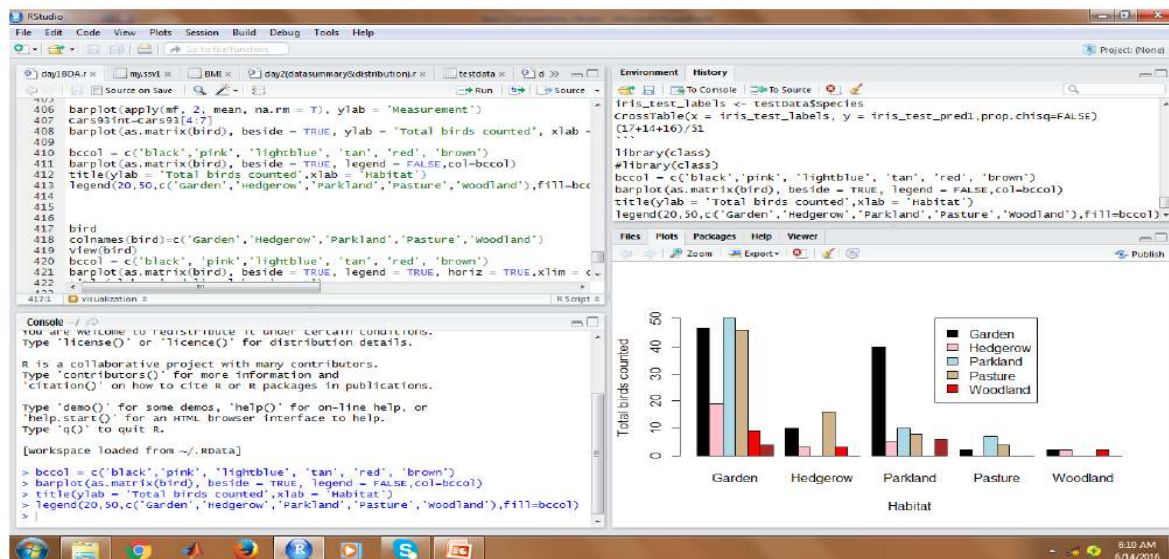 RStudio
File Edit Code View Plots Session Build Debug Tools Help
Go to file/function
Project: (None)
day1BDA.r
my.ssv1
BMI
day2(datasummary&distribution).r
testdata
d
Source on Save
Run
Source
405
406 barplot(apply(mf, 2, mean, na.rm = T), ylab = 'Measurement')
407 cars93int=cars93[4:7]
408 barplot(as.matrix(bird), beside = TRUE, ylab = 'Total birds counted', xlab =
409
410 bccol = c('black','pink', 'lightblue', 'tan', 'red', 'brown')
411 barplot(as.matrix(bird), beside = TRUE, legend = FALSE,col=bccol)
412 title(ylab = 'Total birds counted',xlab = 'Habitat')
413 legend(20,50,c('Garden','Hedgerow','Parkland','Pasture','Woodland'),fill=bcc
414
415
416
417 bird
418 colnames(bird)=c('Garden','Hedgerow','Parkland','Pasture','Woodland')
419 View(bird)
420 bccol = c('black', 'pink','lightblue', 'tan', 'red', 'brown')
421 barplot(as.matrix(bird), beside = TRUE, legend = TRUE, horiz = TRUE,xlim = c
422
417:1 visualization R Script
Console ~/
You are welcome to redistribute it under certain conditions.
Type 'license()' or 'licence()' for distribution details.
R is a collaborative project with many contributors.
Type 'contributors()' for more information and
'citation()' on how to cite R or R packages in publications.
Type 'demo()' for some demos, 'help()' for on-line help, or
'help.start()' for an HTML browser interface to help.
Type 'q()' to quit R.
[workspace loaded from ~/.RData]
> bccol = c('black','pink', 'lightblue', 'tan', 'red', 'brown')
> barplot(as.matrix(bird), beside = TRUE, legend = FALSE,col=bccol)
> title(ylab = 'Total birds counted',xlab = 'Habitat')
> legend(20,50,c('Garden','Hedgerow','Parkland','Pasture','Woodland'),fill=bccol)
>
Environment History
To Console To Source
iris_test_labels <- testData$species
CrossTable(x = iris_test_labels, y = iris_test_pred1,prop.chisq=FALSE)
(17+14+16)/51
```
library(class)
#library(class)
bccol = c('black','pink', 'lightblue', 'tan', 'red', 'brown')
barplot(as.matrix(bird), beside = TRUE, legend = FALSE,col=bccol)
title(ylab = 'Total birds counted',xlab = 'Habitat')
legend(20,50,c('Garden','Hedgerow','Parkland','Pasture','Woodland'),fill=bccol)
Files Plots Packages Help Viewer
Zoom Export Publish
Total birds counted
50
40
30
20
10
0
Garden
Hedgerow
Parkland
Pasture
Woodland
Garden Hedgerow Parkland Pasture Woodland
Habitat
8:10 AM
6/14/2016